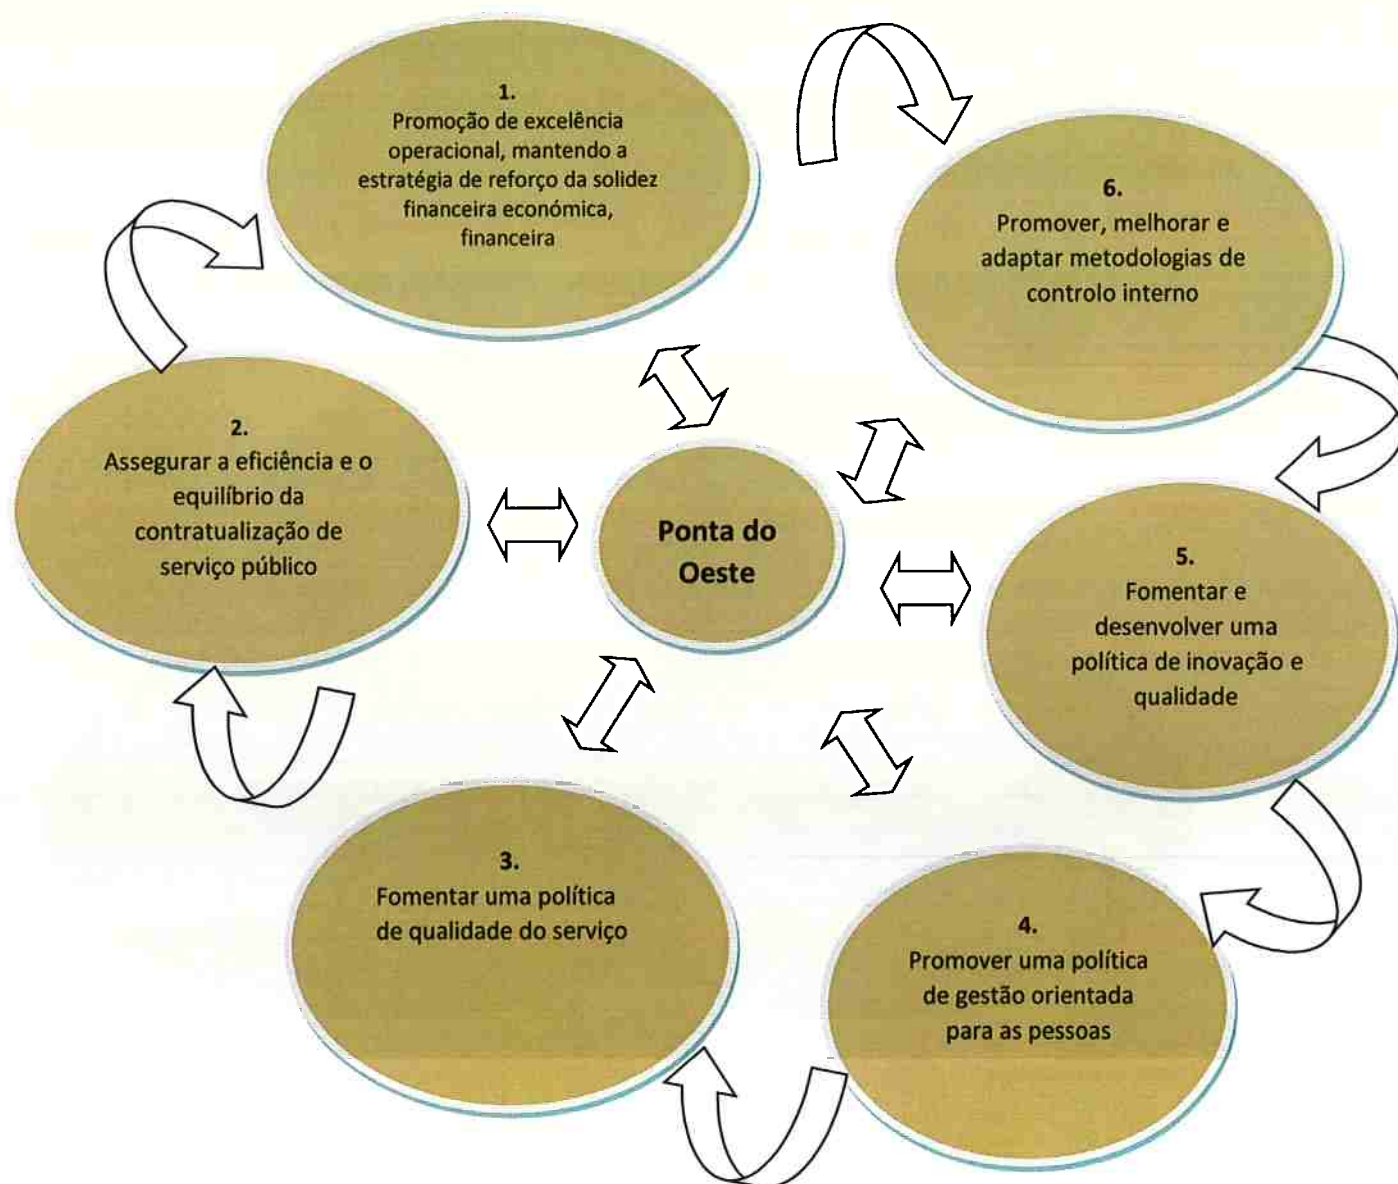 1.
Promoção de excelência
operacional, mantendo a
estratégia de reforço da solidez
financeira económica,
financeira
6.
Promover, melhorar e
adaptar metodologias de
controlo interno
2.
Assegurar a eficiência e o
equilíbrio da
contratualização de
serviço público
Ponta do
Oeste
5.
Fomentar e
desenvolver uma
política de inovação e
qualidade
3.
Fomentar uma política
de qualidade do serviço
4.
Promover uma política
de gestão orientada
para as pessoas